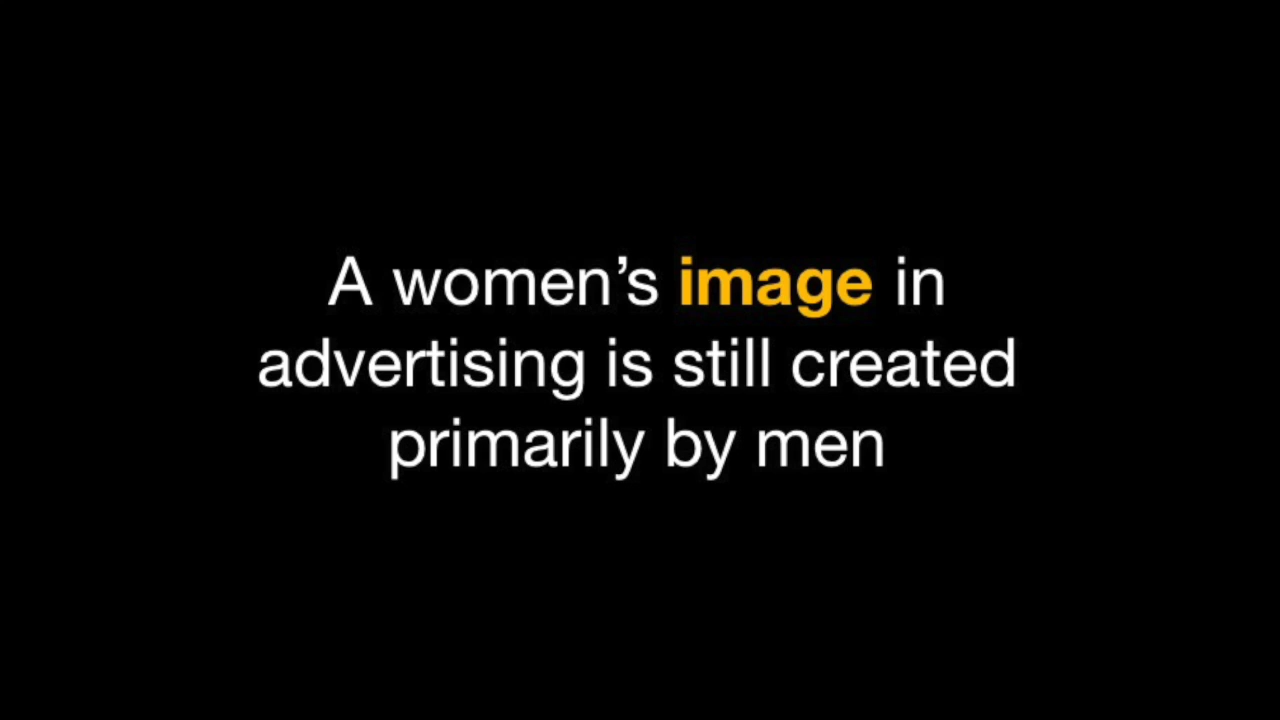 A women’s image in
advertising is still created
primarily by men